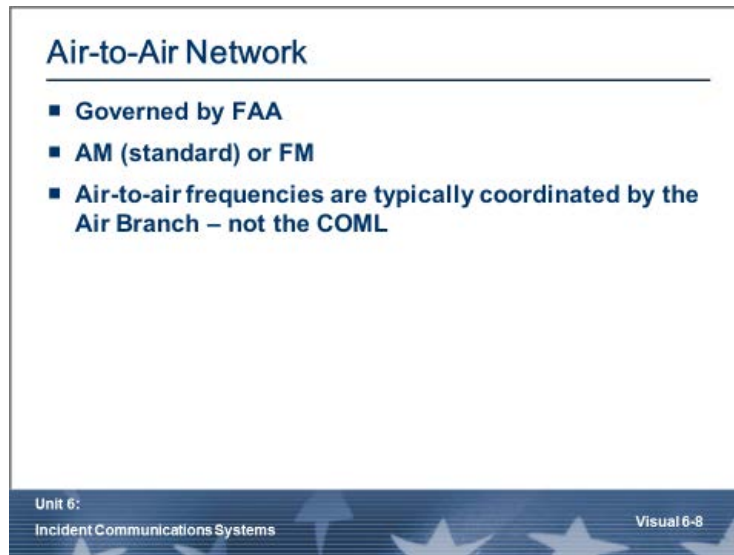 Air-to-Air Network
■ Governed by FAA
■ AM (standard) or FM
■ Air-to-air frequencies are typically coordinated by the
Air Branch – not the COML
Unit 6:
Incident Communications Systems
Visual 6-8